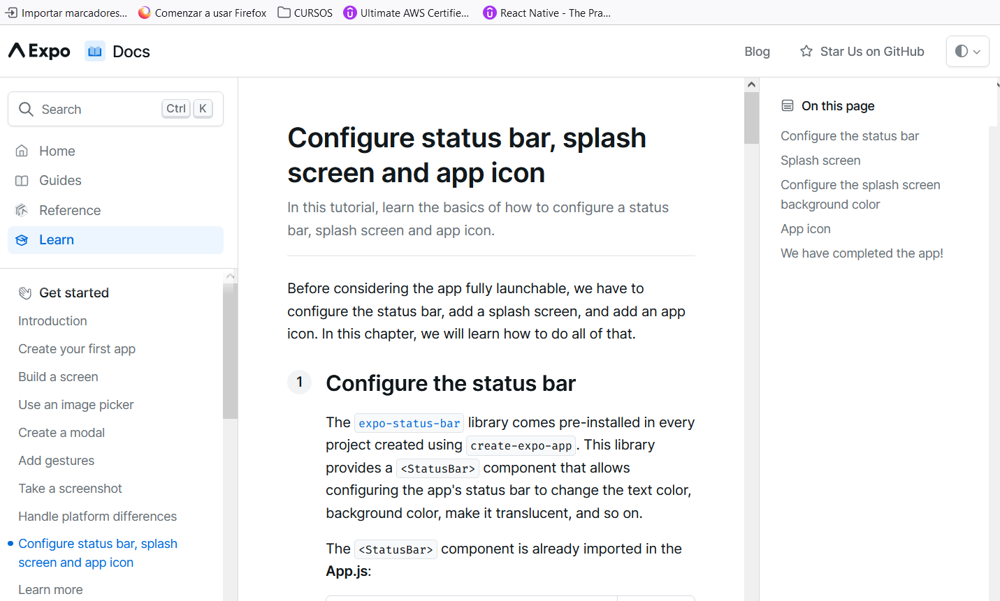 Importar marcadores...
Comenzar a usar Firefox
CURSOS
Ultimate AWS Certifie...
React Native - The Pra...
Expo
Docs
Blog
Star Us on GitHub
Search
Ctrl
K
Home
Guides
Reference
Learn
Get started
Introduction
Create your first app
Build a screen
Use an image picker
Create a modal
Add gestures
Take a screenshot
Handle platform differences
Configure status bar, splash
screen and app icon
Learn more
Configure status bar, splash
screen and app icon
In this tutorial, learn the basics of how to configure a status
bar, splash screen and app icon.
Before considering the app fully launchable, we have to
configure the status bar, add a splash screen, and add an app
icon. In this chapter, we will learn how to do all of that.
1 Configure the status bar
The expo-status-bar library comes pre-installed in every
project created using create-expo-app. This library
provides a <StatusBar> component that allows
configuring the app's status bar to change the text color,
background color, make it translucent, and so on.
The <StatusBar> component is already imported in the
App.js:
On this page
Configure the status bar
Splash screen
Configure the splash screen
background color
App icon
We have completed the app!